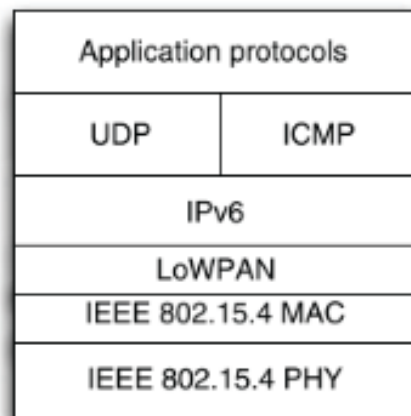 Application protocols
UDP ICMP
IPv6
LoWPAN
IEEE 802.15.4 MAC
IEEE 802.15.4 PHY